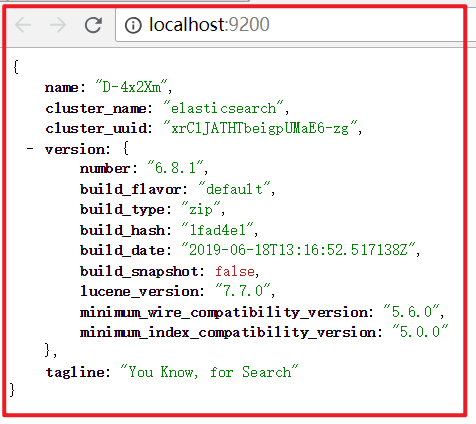 localhost:9200
{
name: "D-4x2Xm",
cluster_name: "elasticsearch",
cluster_uuid: "xrC1JATHTbeigpUMaE6-zg",
- version: {
number: "6.8.1",
build_flavor: "default",
build_type: "zip",
build_hash: "1fad4e1",
build_date: "2019-06-18T13:16:52.517138Z",
build_snapshot: false,
lucene_version: "7.7.0",
minimum_wire_compatibility_version: "5.6.0",
minimum_index_compatibility_version: "5.0.0"
},
tagline: "You Know, for Search"
}